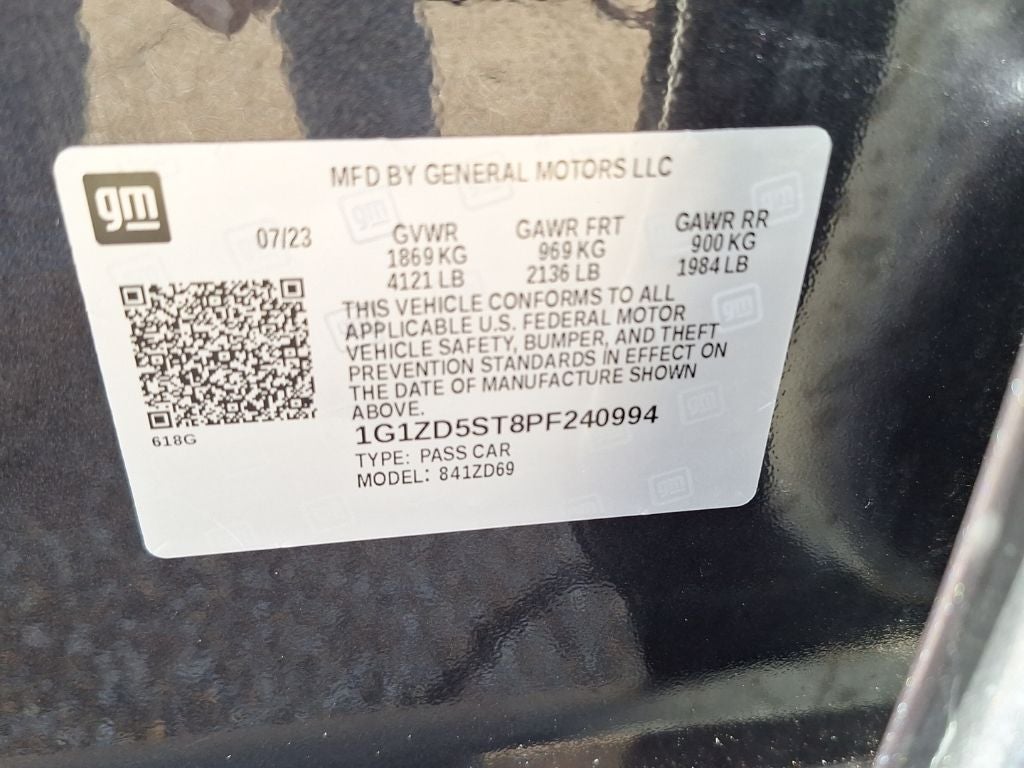 gm
MFD BY GENERAL MOTORS LLC
07/23
GVWR
1869 KG
4121 LB
GAWR FRT
969 KG
2136 LB
GAWR RR
900 KG
1984 LB
THIS VEHICLE CONFORMS TO ALL
APPLICABLE U.S. FEDERAL MOTOR
VEHICLE SAFETY, BUMPER, AND THEFT
PREVENTION STANDARDS IN EFFECT ON
THE DATE OF MANUFACTURE SHOWN
ABOVE.
618G
1G1ZD5ST8PF240994
TYPE: PASS CAR
MODEL: 841ZD69